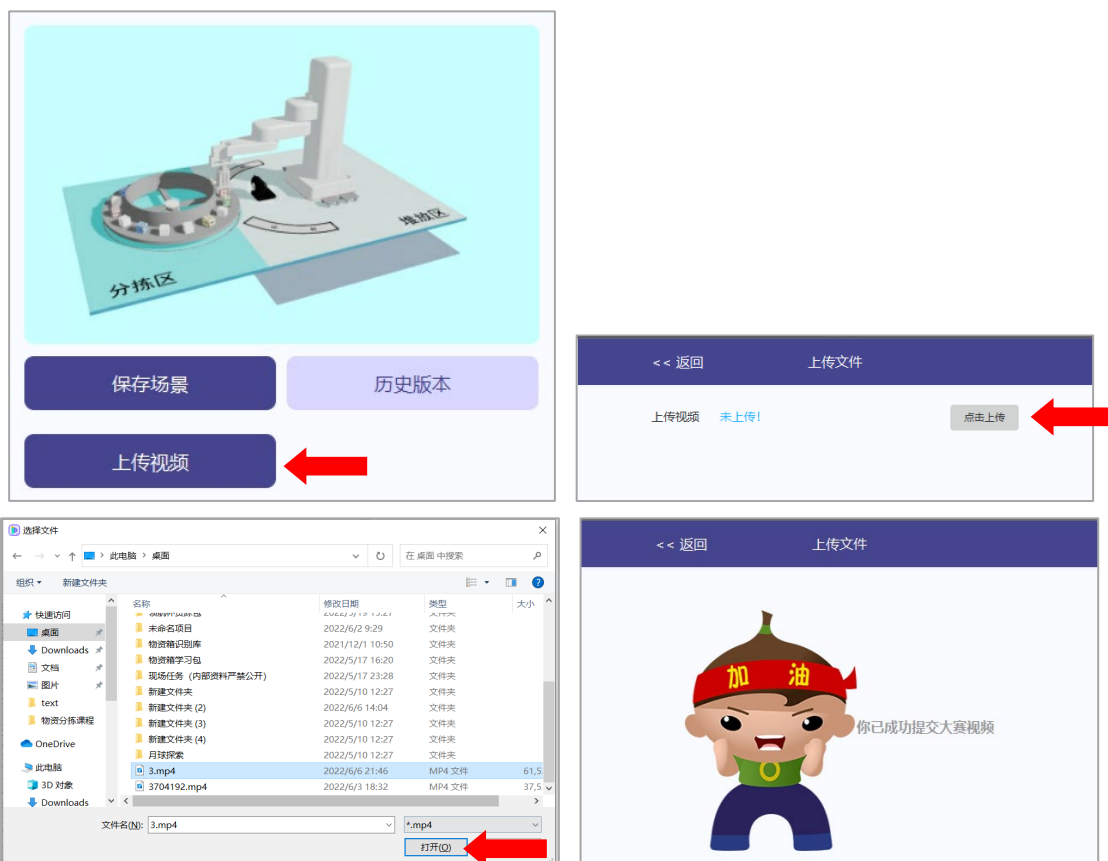 分拣区
堆放区
保存场景
历史版本
上传视频
<< 返回
上传文件
上传视频
未上传!
点击上传
选择文件
此电脑 > 桌面
在 桌面 中搜索
组织
新建文件夹
名称
修改日期
类型
大小
快速访问
桌面
Downloads
文档
图片
text
物资分拣课程
OneDrive
此电脑
3D 对象
Downloads
文件夹
未命名项目 2022/6/2 9:29 文件夹
物资箱识别库 2021/12/1 10:50 文件夹
物资箱学习包 2022/5/17 16:20 文件夹
现场任务（内部资料严禁公开） 2022/5/17 23:28 文件夹
新建文件夹 2022/5/10 12:27 文件夹
新建文件夹 (2) 2022/6/6 14:04 文件夹
新建文件夹 (3) 2022/5/10 12:27 文件夹
新建文件夹 (4) 2022/5/10 12:27 文件夹
月球探索 2022/5/10 12:27 文件夹
3.mp4 2022/6/6 21:46 MP4 文件 61,5
3704192.mp4 2022/6/3 18:32 MP4 文件 37,5
文件名(N): 3.mp4
*.mp4
打开(O)
<< 返回
上传文件
加 油
你已成功提交大赛视频